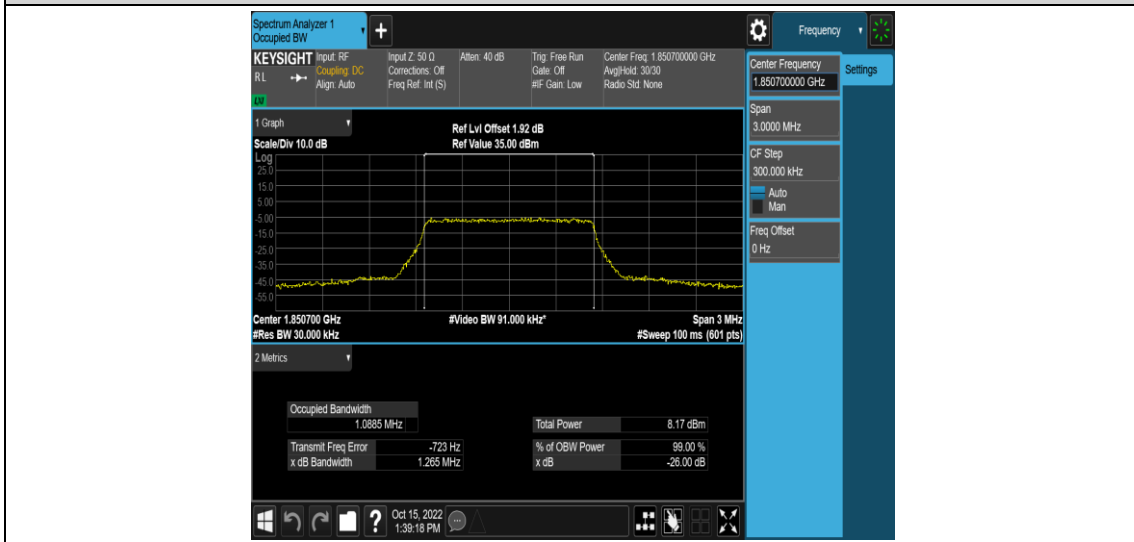 Spectrum Analyzer 1
Occupied BW
+
Frequency
KEYSIGHT Input: RF Input Z: 50 Ω Atten: 40 dB Trig: Free Run Center Freq: 1.850700000 GHz
RL Coupling: DC Corrections: Off Gate: Off Avg|Hold: 30/30
Align: Auto Freq Ref: Int (S) #IF Gain: Low Radio Std: None
LXI
Center Frequency
1.850700000 GHz
Settings
Span
3.0000 MHz
CF Step
300.000 kHz
Auto
Man
Freq Offset
0 Hz
1 Graph
Ref Lvl Offset 1.92 dB
Scale/Div 10.0 dB Ref Value 35.00 dBm
Log
25.0
15.0
5.00
-5.00
-15.0
-25.0
-35.0
-45.0
-55.0
Center 1.850700 GHz #Video BW 91.000 kHz* Span 3 MHz
#Res BW 30.000 kHz #Sweep 100 ms (601 pts)
2 Metrics
Occupied Bandwidth
1.0885 MHz
Total Power 8.17 dBm
Transmit Freq Error -723 Hz % of OBW Power 99.00 %
x dB Bandwidth 1.265 MHz x dB -26.00 dB
?
Oct 15, 2022
1:39:18 PM